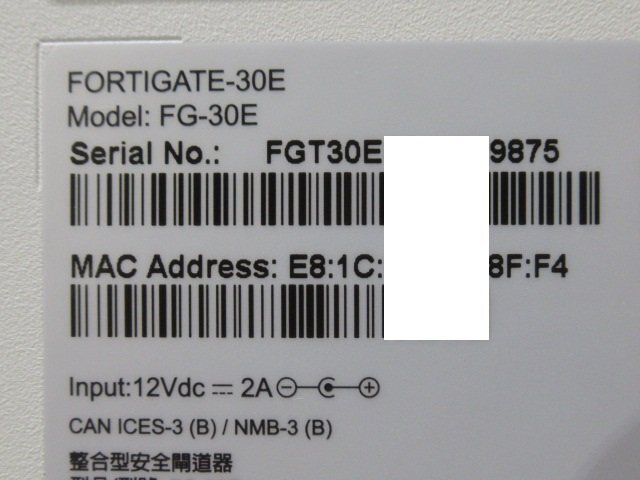 FORTIGATE-30E
Model: FG-30E
Serial No.: FGT30E 9875
MAC Address: E8:1C: 8F:F4
Input:12Vdc ⎓ 2A
CAN ICES-3 (B) / NMB-3 (B)
整合型安全閘道器